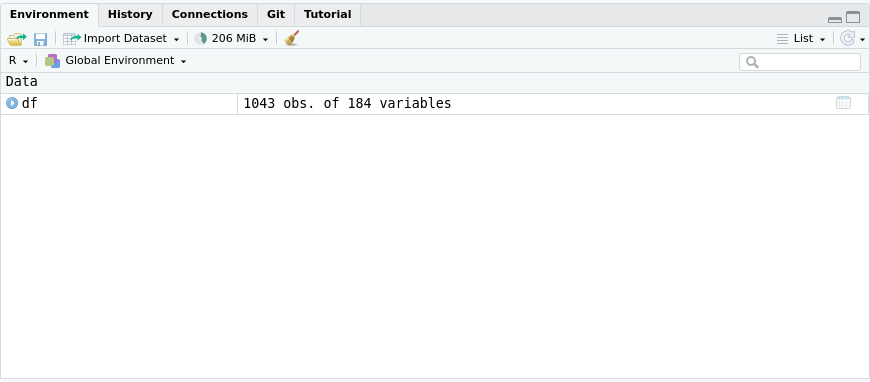 Environment History Connections Git Tutorial
Import Dataset 206 MiB List
R Global Environment
Data
df 1043 obs. of 184 variables